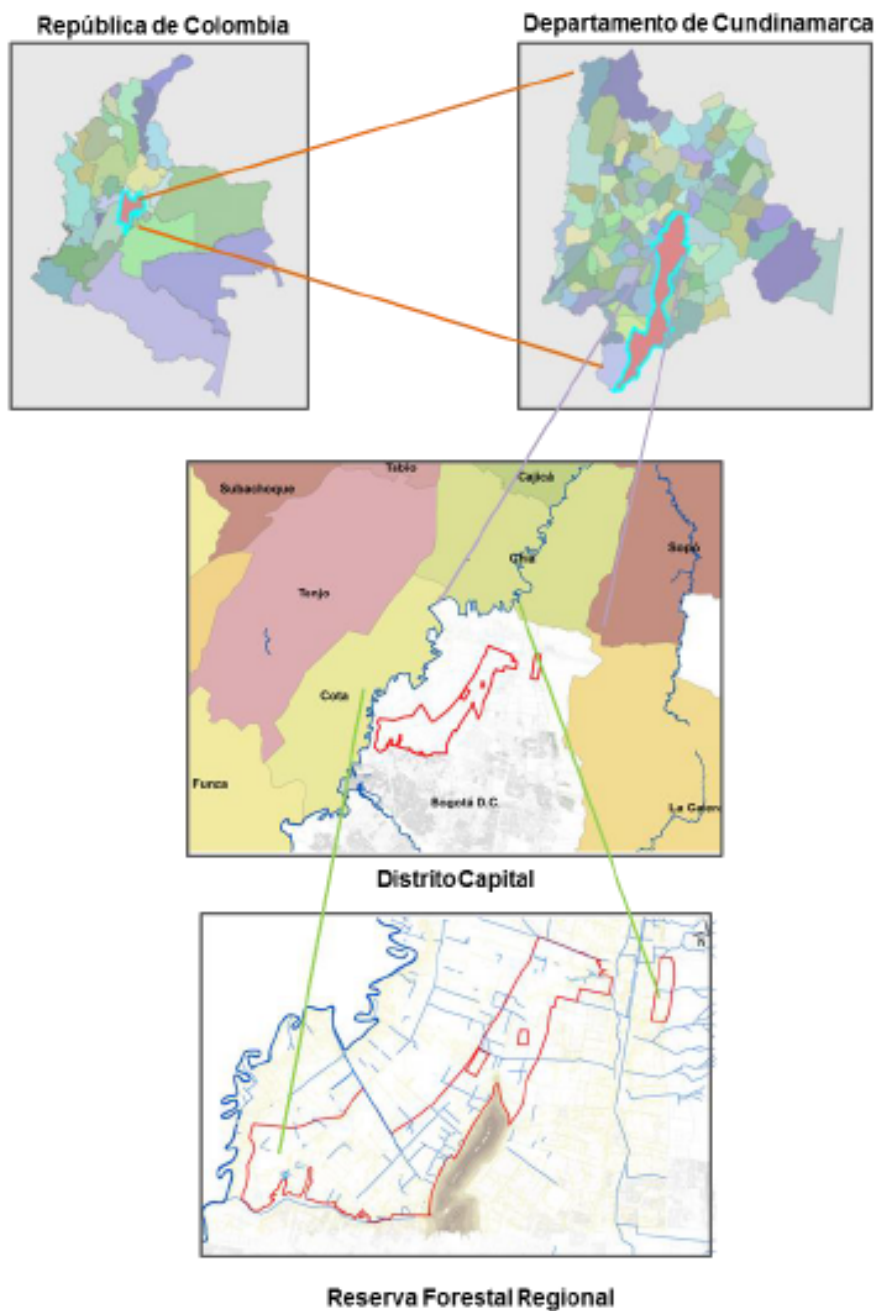 República de Colombia
Departamento de Cundinamarca
Subachoque
Tabio
Cajicá
Chía
Sopó
Tenjo
Cota
Funza
Bogotá D.C.
La Calera
Distrito Capital
N
Reserva Forestal Regional